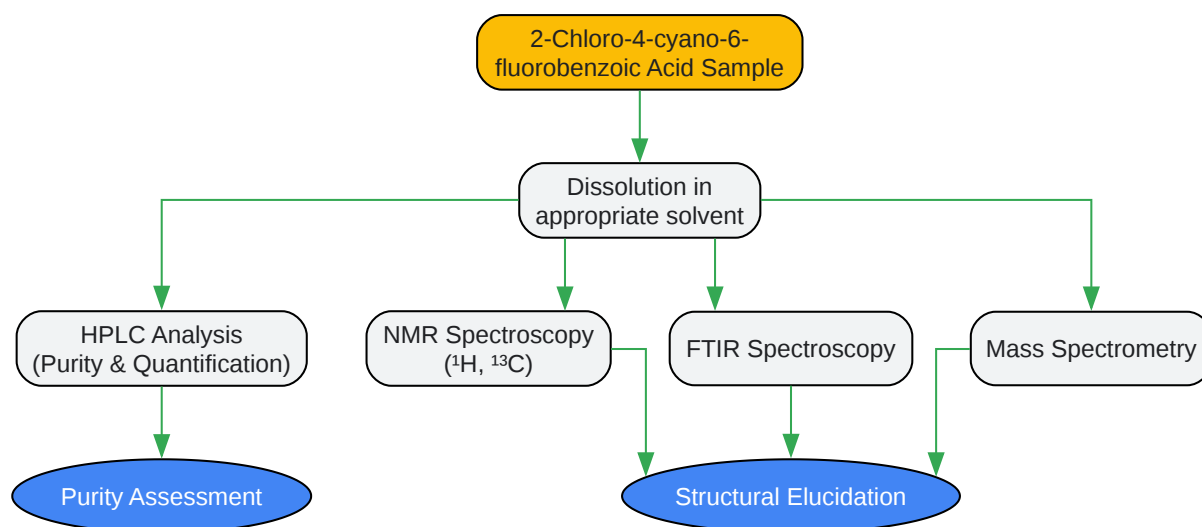 2-Chloro-4-cyano-6-
fluorobenzoic Acid Sample
Dissolution in
appropriate solvent
HPLC Analysis
(Purity & Quantification)
NMR Spectroscopy
(¹H, ¹³C)
FTIR Spectroscopy
Mass Spectrometry
Purity Assessment
Structural Elucidation